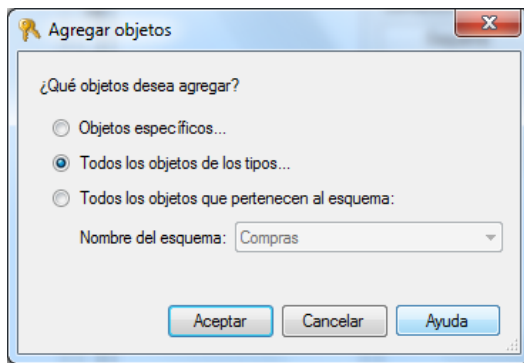 Agregar objetos
¿Qué objetos desea agregar?
Objetos específicos...
Todos los objetos de los tipos...
Todos los objetos que pertenecen al esquema:
Nombre del esquema: Compras
Aceptar Cancelar Ayuda